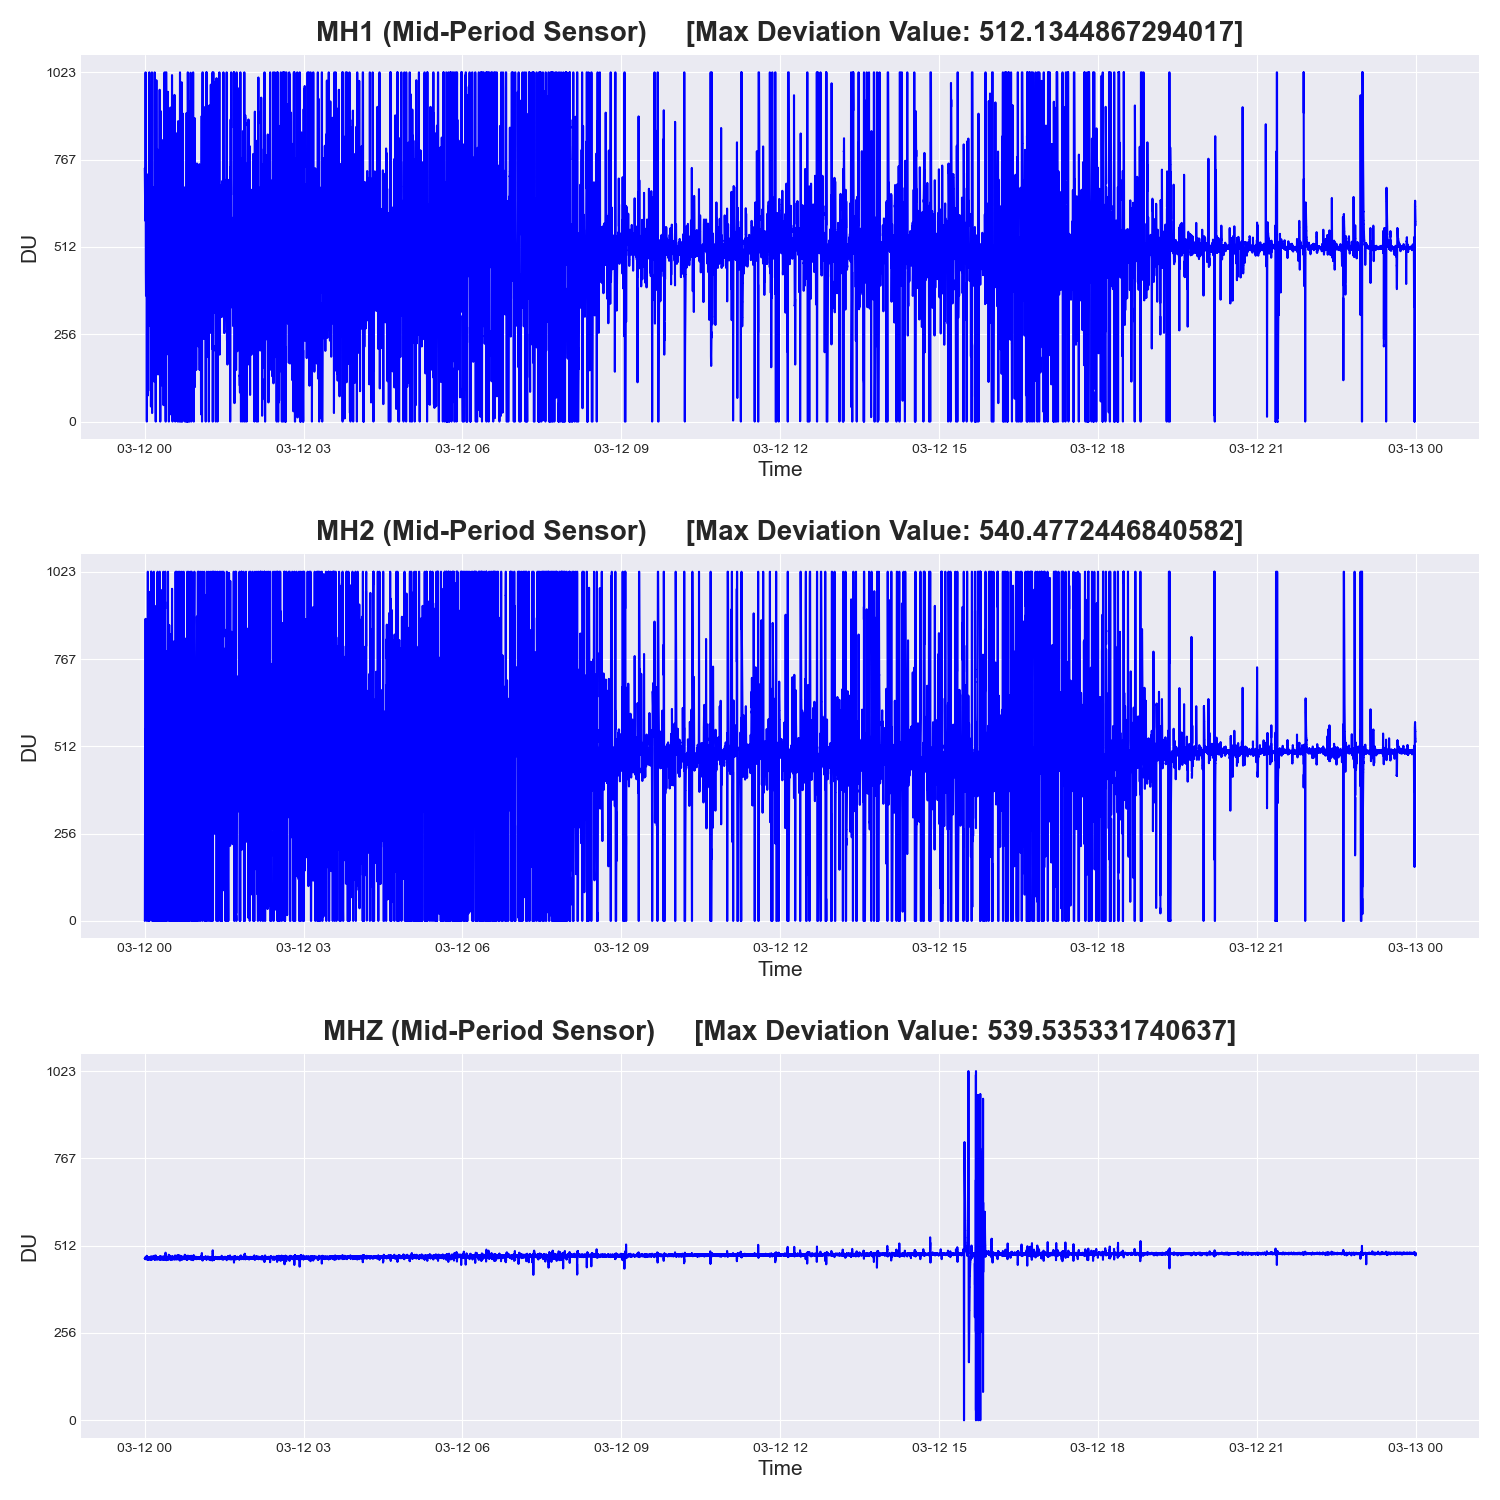 MH1 (Mid-Period Sensor) [Max Deviation Value: 512.1344867294017]
DU
1023
767
512
256
0
03-12 00 03-12 03 03-12 06 03-12 09 03-12 12 03-12 15 03-12 18 03-12 21 03-13 00
Time
MH2 (Mid-Period Sensor) [Max Deviation Value: 540.4772446840582]
DU
1023
767
512
256
0
03-12 00 03-12 03 03-12 06 03-12 09 03-12 12 03-12 15 03-12 18 03-12 21 03-13 00
Time
MHZ (Mid-Period Sensor) [Max Deviation Value: 539.535331740637]
DU
1023
767
512
256
0
03-12 00 03-12 03 03-12 06 03-12 09 03-12 12 03-12 15 03-12 18 03-12 21 03-13 00
Time